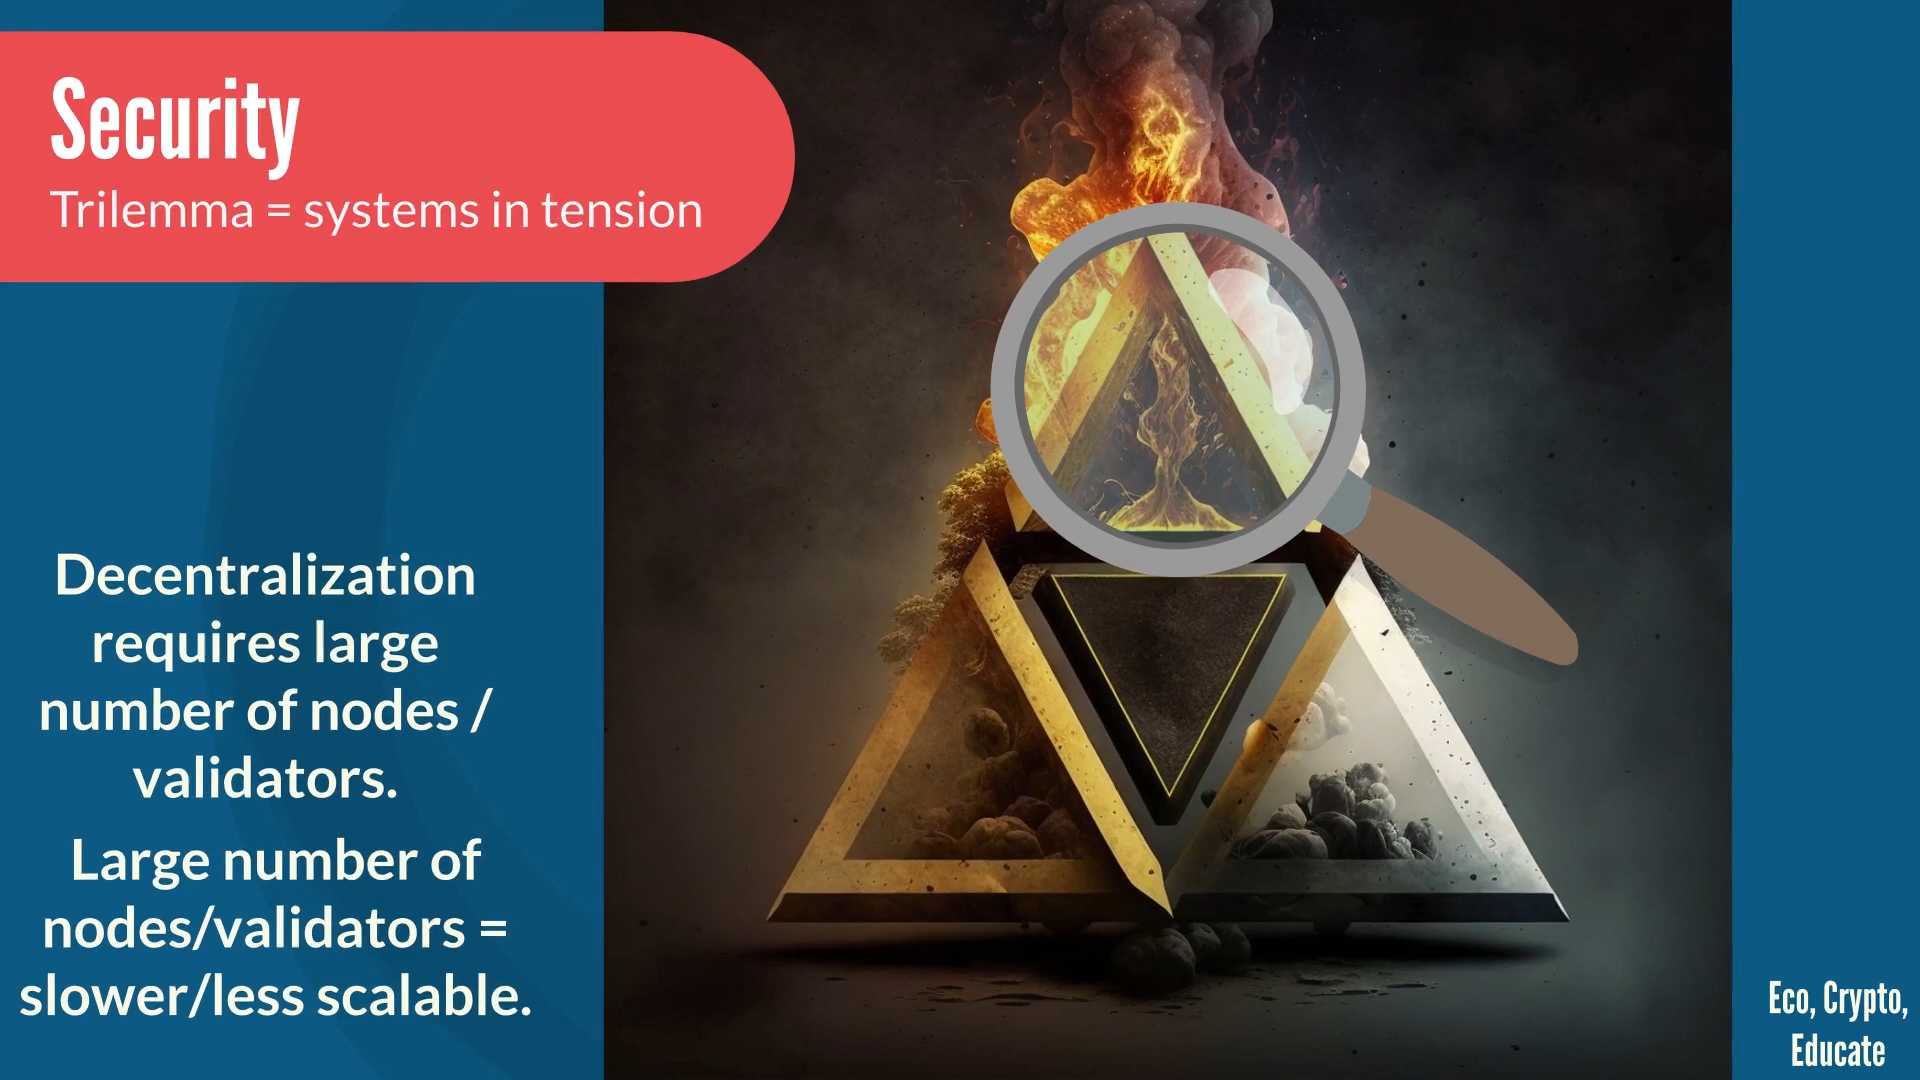 Security
Trilemma = systems in tension
Decentralization
requires large
number of nodes /
validators.
Large number of
nodes/validators =
slower/less scalable.
Eco, Crypto,
Educate